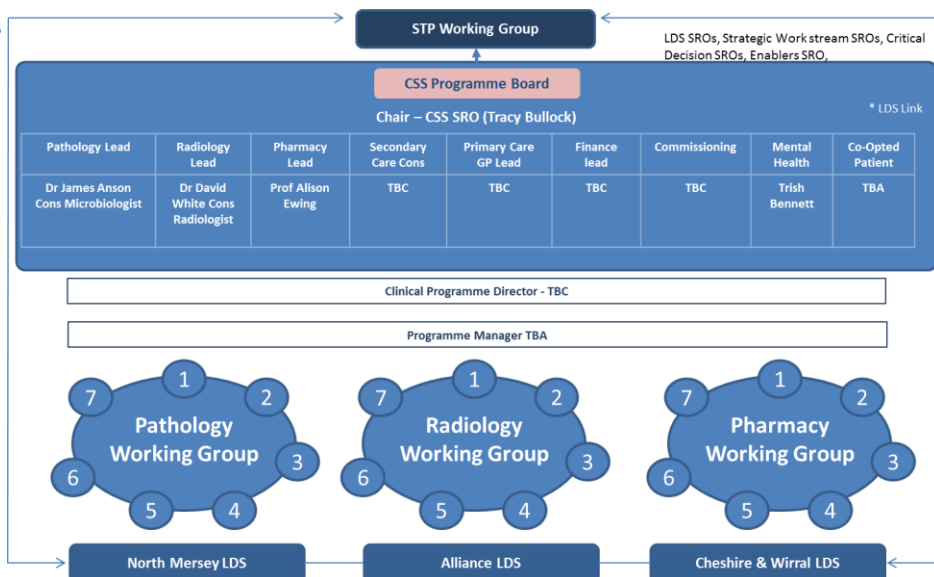 STP Working Group
LDS SROs, Strategic Work stream SROs, Critical
Decision SROs, Enablers SRO,
CSS Programme Board
Chair – CSS SRO (Tracy Bullock)
* LDS Link
Pathology Lead
Radiology
Lead
Pharmacy
Lead
Secondary
Care Cons
Primary Care
GP Lead
Finance
lead
Commissioning
Mental
Health
Co-Opted
Patient
Dr James Anson
Cons Microbiologist
Dr David
White Cons
Radiologist
Prof Alison
Ewing
TBC
TBC
TBC
TBC
Trish
Bennett
TBA
Clinical Programme Director - TBC
Programme Manager TBA
1
2
3
4
5
6
7
Pathology
Working Group
1
2
3
4
5
6
7
Radiology
Working Group
1
2
3
4
5
6
7
Pharmacy
Working Group
North Mersey LDS
Alliance LDS
Cheshire & Wirral LDS